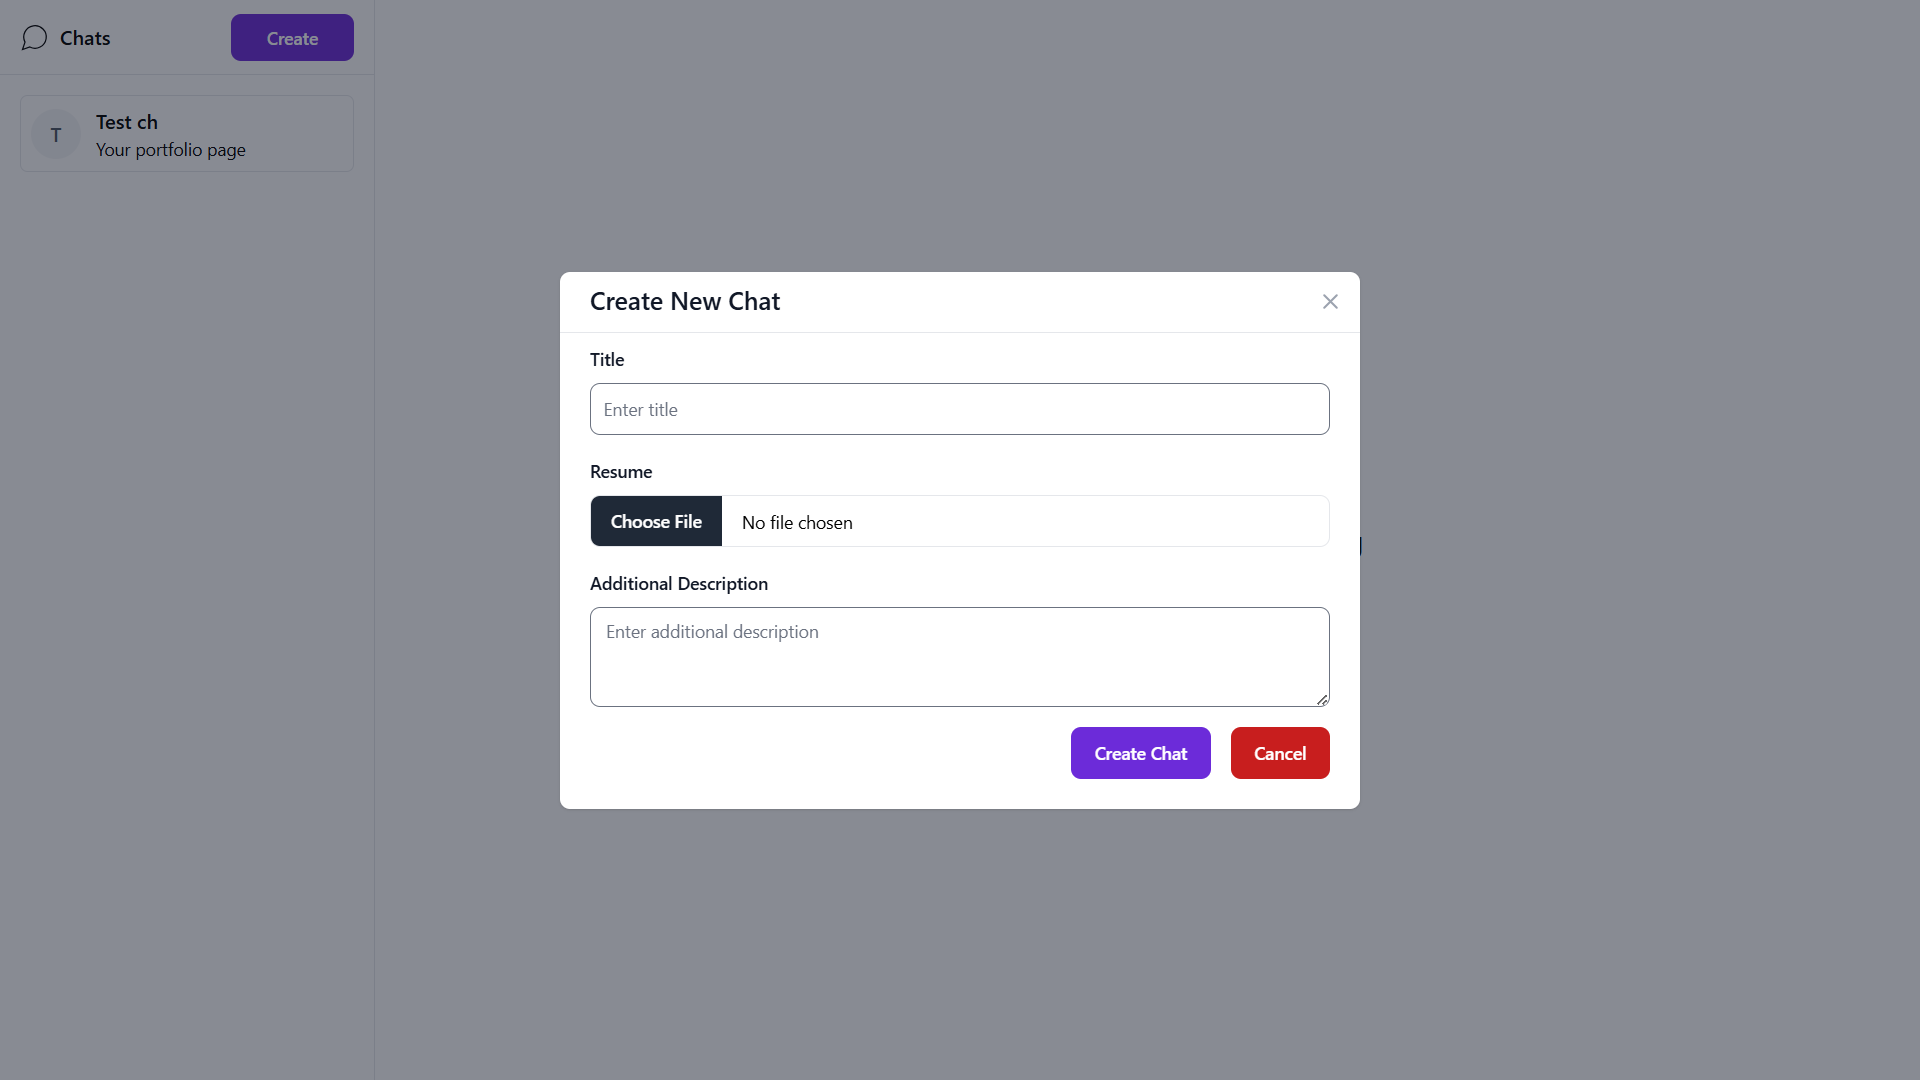 Chats
Create
T
Test ch
Your portfolio page
Create New Chat
Title
Enter title
Resume
Choose File
No file chosen
Additional Description
Enter additional description
Create Chat
Cancel